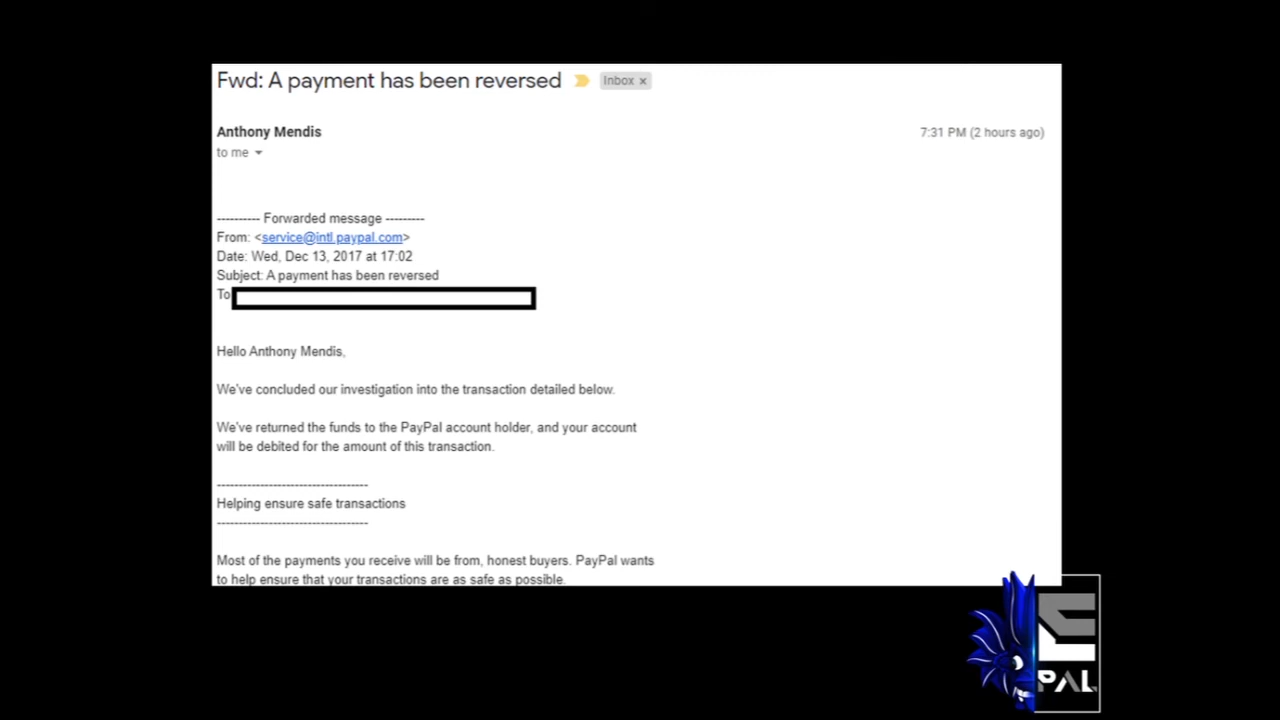 Fwd: A payment has been reversed Inbox x
Anthony Mendis 7:31 PM (2 hours ago)
to me
---------- Forwarded message ---------
From: <service@intl.paypal.com>
Date: Wed, Dec 13, 2017 at 17:02
Subject: A payment has been reversed
To
Hello Anthony Mendis,
We've concluded our investigation into the transaction detailed below.
We've returned the funds to the PayPal account holder, and your account
will be debited for the amount of this transaction.
-----------------------------------
Helping ensure safe transactions
-----------------------------------
Most of the payments you receive will be from, honest buyers. PayPal wants
to help ensure that your transactions are as safe as possible.
E
PAL